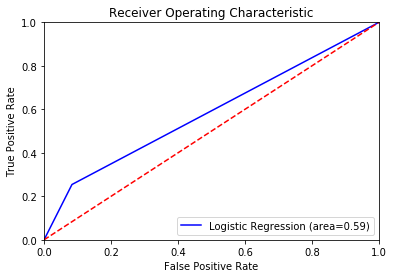 Receiver Operating Characteristic
True Positive Rate
1.0
0.8
0.6
0.4
0.2
0.0
Logistic Regression (area=0.59)
0.0 0.2 0.4 0.6 0.8 1.0
False Positive Rate